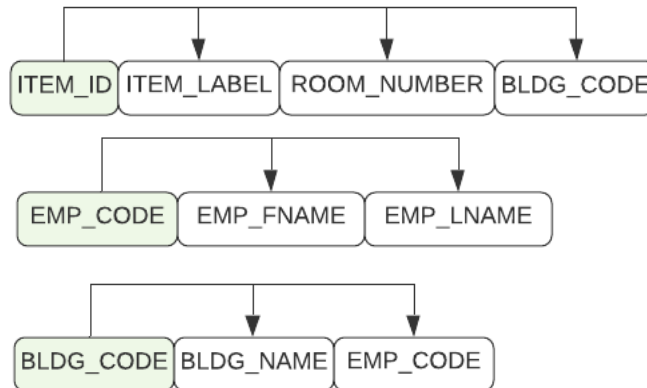 ITEM_ID ITEM_LABEL ROOM_NUMBER BLDG_CODE
EMP_CODE EMP_FNAME EMP_LNAME
BLDG_CODE BLDG_NAME EMP_CODE